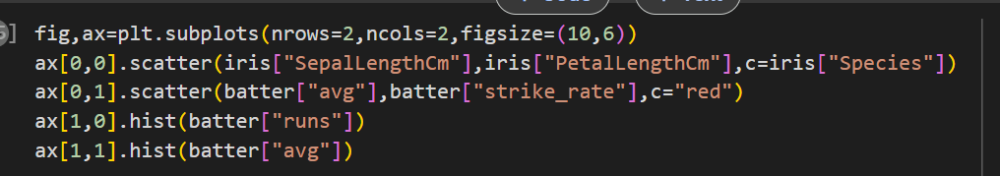 fig,ax=plt.subplots(nrows=2,ncols=2,figsize=(10,6))
ax[0,0].scatter(iris["SepalLengthCm"],iris["PetalLengthCm"],c=iris["Species"])
ax[0,1].scatter(batter["avg"],batter["strike_rate"],c="red")
ax[1,0].hist(batter["runs"])
ax[1,1].hist(batter["avg"])